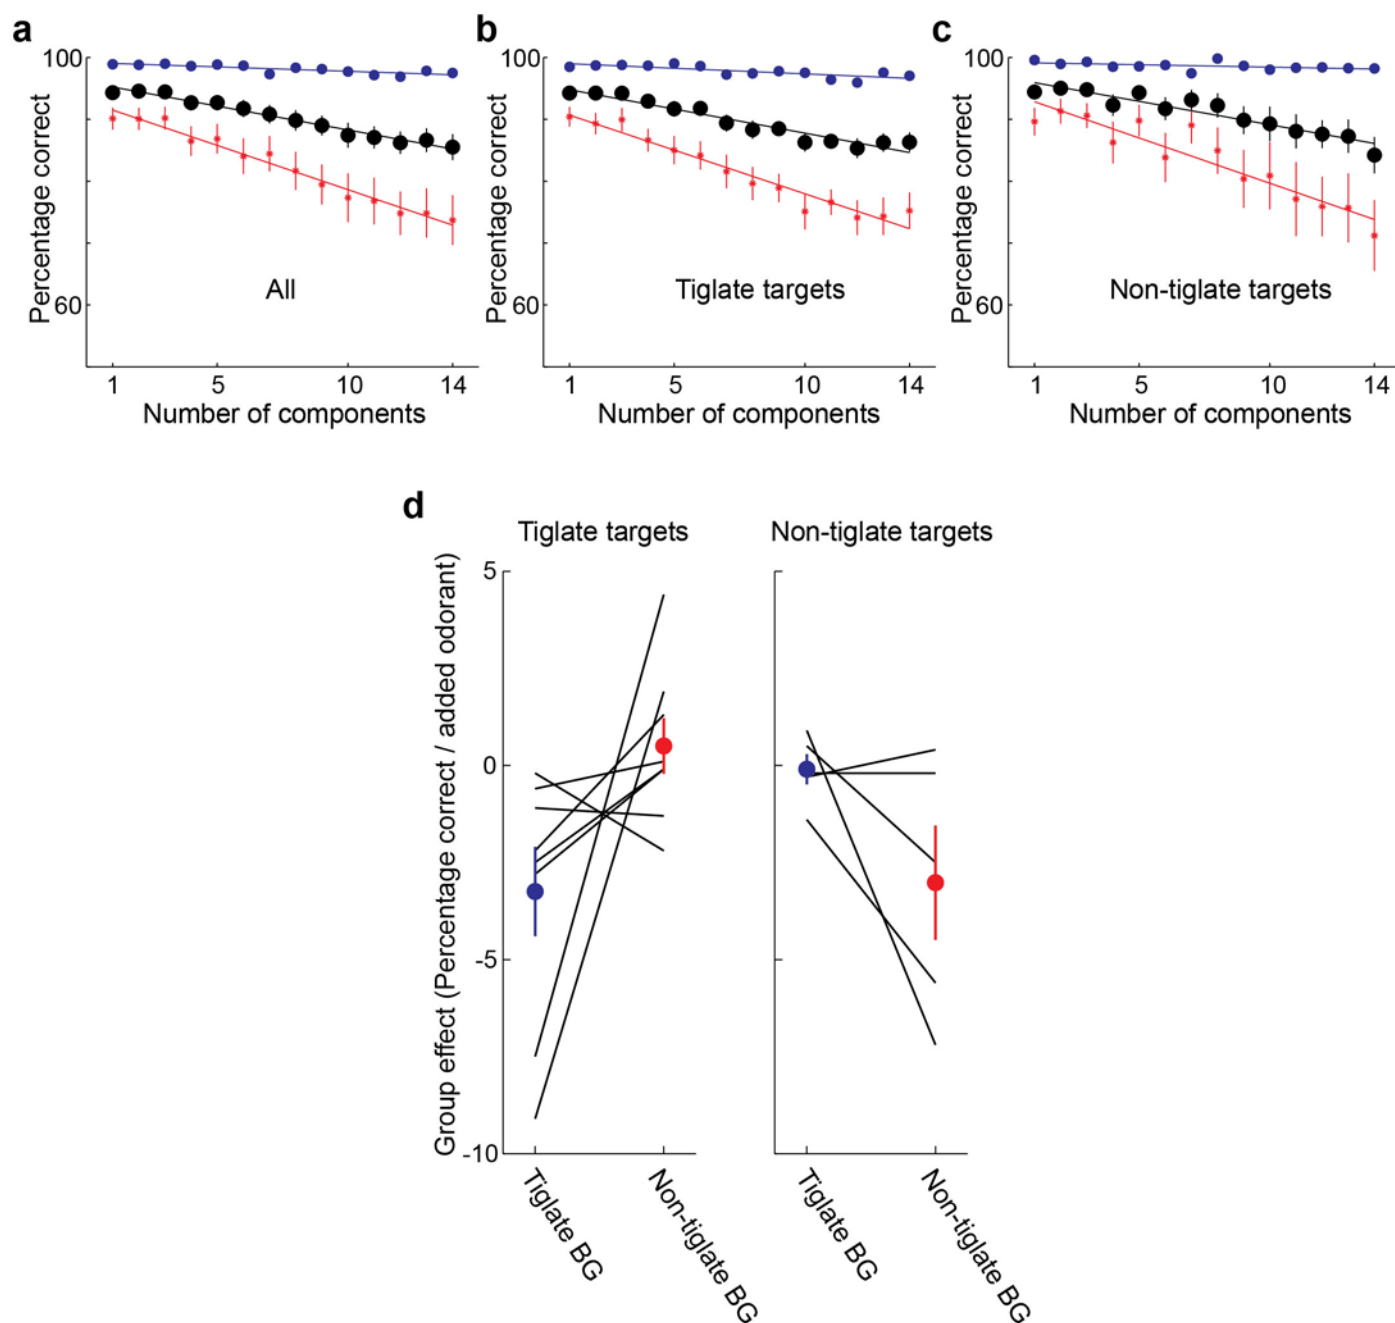 a
100
60
Percentage correct
All
1 5 10 14
Number of components
b
100
60
Percentage correct
Tiglate targets
1 5 10 14
Number of components
c
100
60
Percentage correct
Non-tiglate targets
1 5 10 14
Number of components
d
Tiglate targets
Non-tiglate targets
Group effect (Percentage correct / added odorant)
5
0
-5
-10
Tiglate BG
Non-tiglate BG
Tiglate BG
Non-tiglate BG